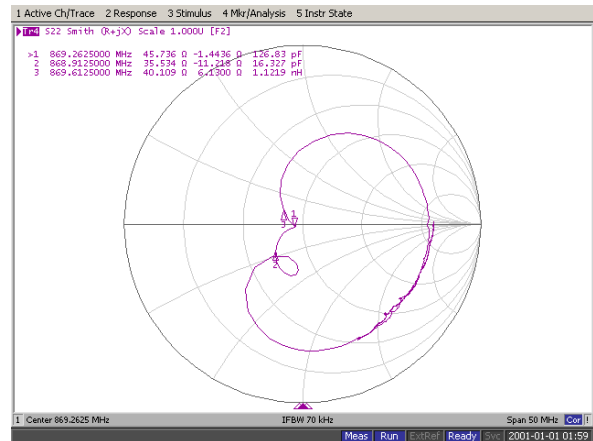 1 Active Ch/Trace 2 Response 3 Stimulus 4 Mkr/Analysis 5 Instr State
Tr4 S22 Smith (R+jX) Scale 1.000U [F2]
>1 869.2625000 MHz 45.736 Ω -1.4436 Ω 126.83 pF
2 868.9125000 MHz 35.534 Ω -11.218 Ω 16.327 pF
3 869.6125000 MHz 40.109 Ω 6.1300 Ω 1.1219 nH
1
3
2
1 Center 869.2625 MHz IFBW 70 kHz Span 50 MHz Cor !
Meas Run ExtRef Ready Svc 2001-01-01 01:59